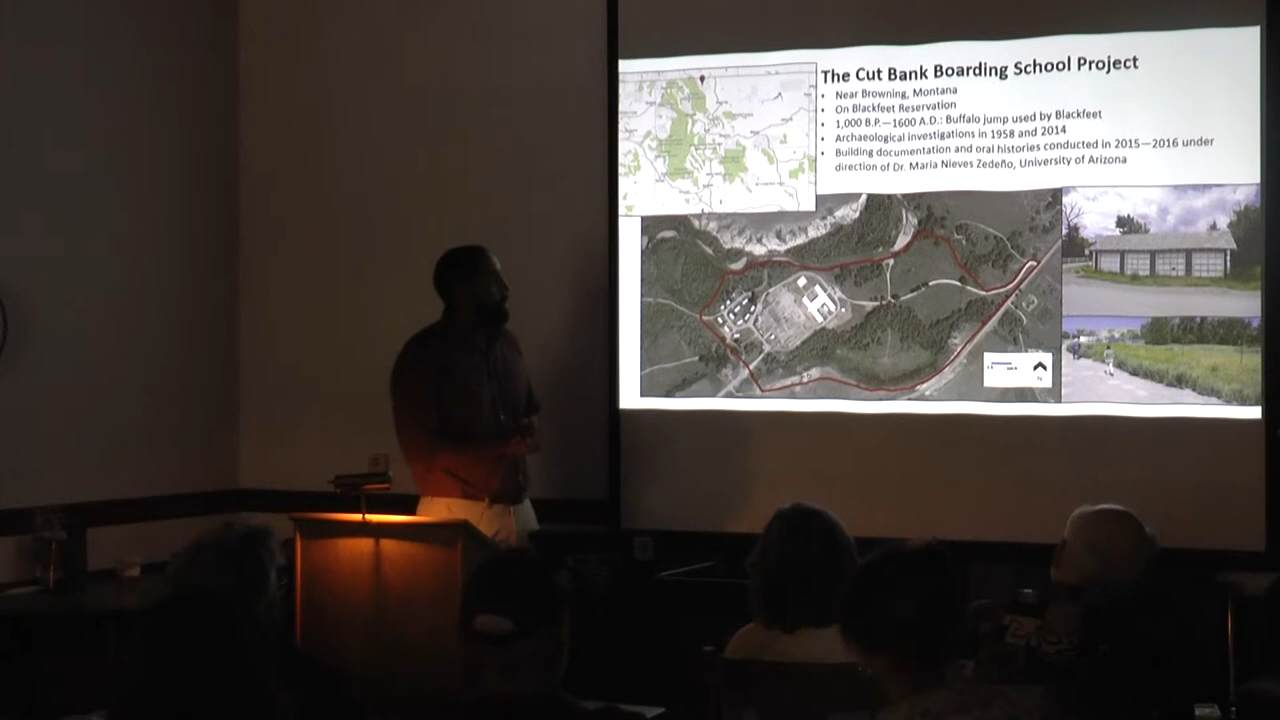 The Cut Bank Boarding School Project
• Near Browning, Montana
• On Blackfeet Reservation
• 1,000 B.P.—1600 A.D.: Buffalo jump used by Blackfeet
• Archaeological investigations in 1958 and 2014
• Building documentation and oral histories conducted in 2015—2016 under
direction of Dr. Maria Nieves Zedeño, University of Arizona
N